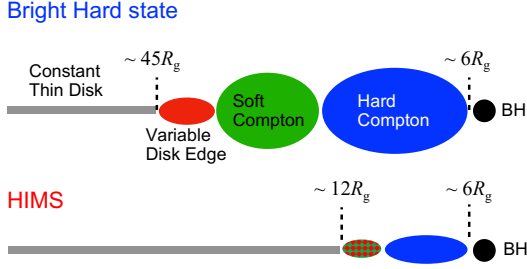 Bright Hard state
~ 45R_g
~ 6R_g
Constant
Thin Disk
Soft
Compton
Hard
Compton
BH
Variable
Disk Edge
HIMS
~ 12R_g
~ 6R_g
BH